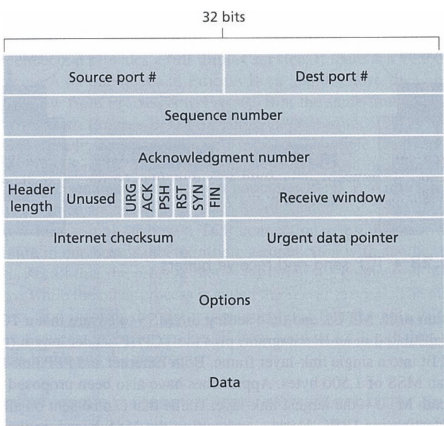 32 bits
Source port # Dest port #
Sequence number
Acknowledgment number
Header length Unused URG ACK PSH RST SYN FIN Receive window
Internet checksum Urgent data pointer
Options
Data